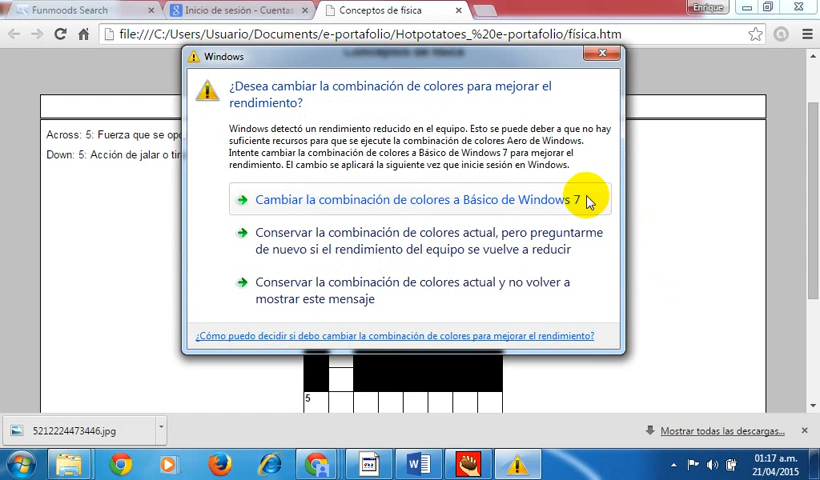 Funmoods Search
Inicio de sesión - Cuentas
Conceptos de física
Enrique
file:///C:/Users/Usuario/Documents/e-portafolio/Hotpotatoes_%20e-portafolio/física.htm
Windows
¿Desea cambiar la combinación de colores para mejorar el
rendimiento?
Windows detectó un rendimiento reducido en el equipo. Esto se puede deber a que no hay
suficiente recursos para que se ejecute la combinación de colores Aero de Windows.
Intente cambiar la combinación de colores a Básico de Windows 7 para mejorar el
rendimiento. El cambio se aplicará la siguiente vez que inicie sesión en Windows.
Across: 5: Fuerza que se op
Down: 5: Acción de jalar o tir
Cambiar la combinación de colores a Básico de Windows 7
Conservar la combinación de colores actual, pero preguntarme
de nuevo si el rendimiento del equipo se vuelve a reducir
Conservar la combinación de colores actual y no volver a
mostrar este mensaje
¿Cómo puedo decidir si debo cambiar la combinación de colores para mejorar el rendimiento?
5
5212224473446.jpg
Mostrar todas las descargas...
01:17 a.m.
21/04/2015